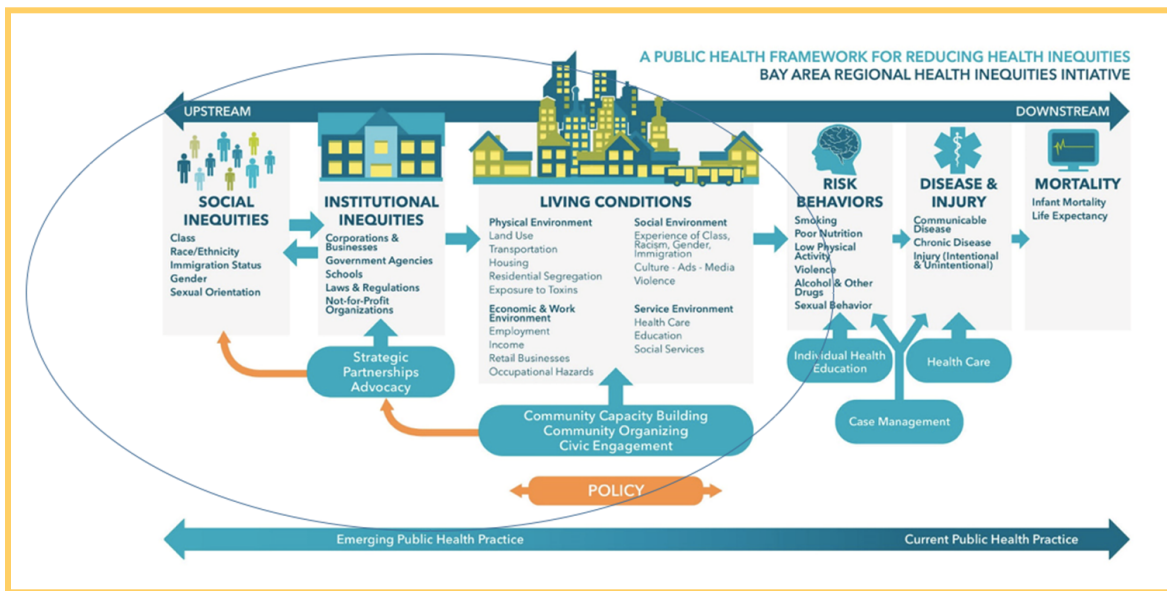 A PUBLIC HEALTH FRAMEWORK FOR REDUCING HEALTH INEQUITIES
BAY AREA REGIONAL HEALTH INEQUITIES INTIATIVE
UPSTREAM
DOWNSTREAM
SOCIAL
INEQUITIES
Class
Race/Ethnicity
Immigration Status
Gender
Sexual Orientation
INSTITUTIONAL
INEQUITIES
Corporations &
Businesses
Government Agencies
Schools
Laws & Regulations
Not-for-Profit
Organizations
LIVING CONDITIONS
Physical Environment
Land Use
Transportation
Housing
Residential Segregation
Exposure to Toxins
Economic & Work
Environment
Employment
Income
Retail Businesses
Occupational Hazards
Social Environment
Experience of Class,
Racism, Gender,
Immigration
Culture - Ads - Media
Violence
Service Environment
Health Care
Education
Social Services
RISK
BEHAVIORS
Smoking
Poor Nutrition
Low Physical
Activity
Violence
Alcohol & Other
Drugs
Sexual Behavior
DISEASE &
INJURY
Communicable
Disease
Chronic Disease
Injury (Intentional
& Unintentional)
MORTALITY
Infant Mortality
Life Expectancy
Strategic
Partnerships
Advocacy
Community Capacity Building
Community Organizing
Civic Engagement
Individual Health
Education
Health Care
Case Management
POLICY
Emerging Public Health Practice
Current Public Health Practice